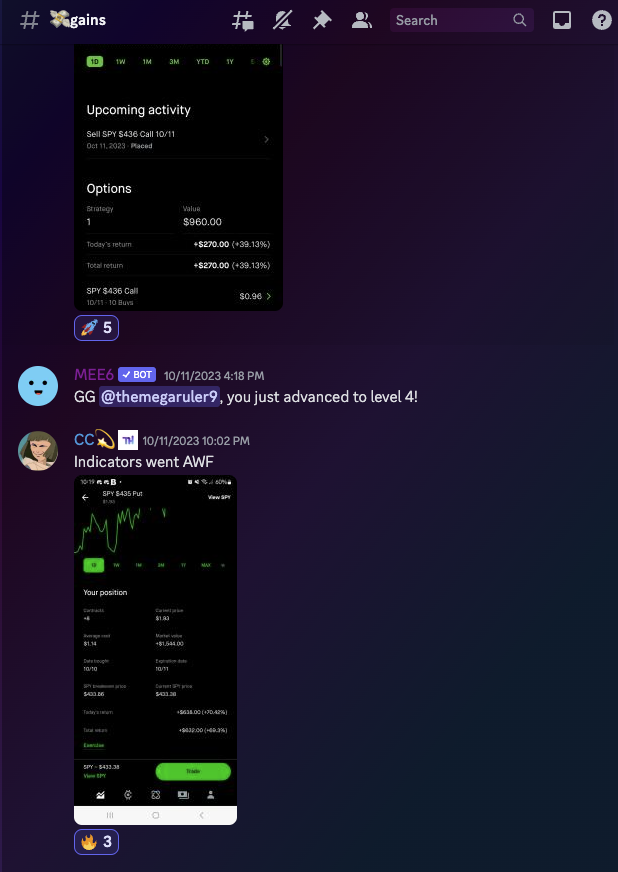 gains
Search
1D 1W 1M 3M YTD 1Y
Upcoming activity
Sell SPY $436 Call 10/11
Oct 11, 2023 · Placed
Options
Strategy Value
1 $960.00
Today's return +$270.00 (+39.13%)
Total return +$270.00 (+39.13%)
SPY $436 Call $0.96
10/11 · 10 Buys
5
MEE6 BOT 10/11/2023 4:18 PM
GG @themegaruler9, you just advanced to level 4!
CC 10/11/2023 10:02 PM
Indicators went AWF
10:19 60%
SPY $435 Put View SPY
$1.93
1D 1W 1M 3M 1Y MAX
Your position
Contracts Current price
+8 $1.93
Average cost Market value
$1.14 +$1,544.00
Date bought Expiration date
10/10 10/11
SPY breakeven price Current SPY price
$433.86 $433.38
Today's return +$638.00 (+70.42%)
Total return +$632.00 (+69.3%)
Exercise
SPY - $433.38 Trade
View SPY
3